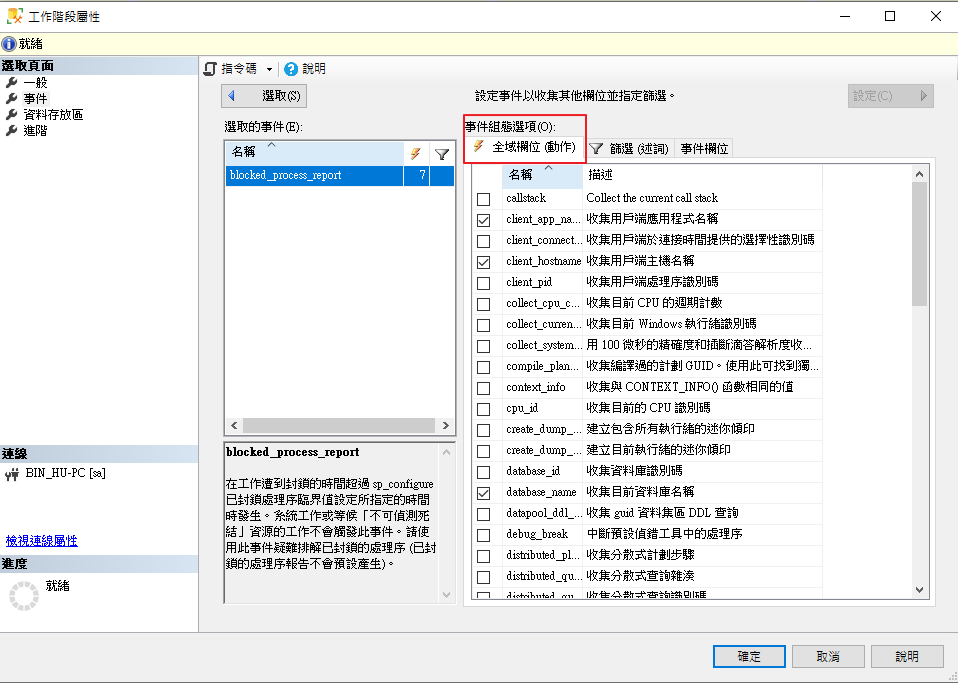 工作階段屬性
就緒
選取頁面
一般
事件
資料存放區
進階
指令碼
說明
選取(S)
設定事件以收集其他欄位並指定篩選。
設定(C)
選取的事件(E):
名稱
blocked_process_report 7
事件組態選項(O):
全域欄位 (動作)
篩選 (述詞)
事件欄位
名稱 描述
callstack Collect the current call stack
client_app_na... 收集用戶端應用程式名稱
client_connect... 收集用戶端於連接時間提供的選擇性識別碼
client_hostname 收集用戶端主機名稱
client_pid 收集用戶端處理序識別碼
collect_cpu_c... 收集目前 CPU 的週期計數
collect_curren... 收集目前 Windows 執行緒識別碼
collect_system... 用 100 微秒的精確度和插斷滴答解析度收...
compile_plan... 收集編譯過的計劃 GUID。使用此可找到獨...
context_info 收集與 CONTEXT_INFO() 函數相同的值
cpu_id 收集目前的 CPU 識別碼
create_dump_... 建立包含所有執行緒的迷你傾印
create_dump_... 建立目前執行緒的迷你傾印
database_id 收集資料庫識別碼
database_name 收集目前資料庫名稱
datapool_ddl_... 收集 guid 資料集區 DDL 查詢
debug_break 中斷預設偵錯工具中的處理序
distributed_pl... 收集分散式計劃步驟
distributed_qu... 收集分散式查詢雜湊
distributed_qu... 收集分散式查詢識別碼
blocked_process_report
在工作遭到封鎖的時間超過 sp_configure
已封鎖處理序臨界值設定所指定的時間
時發生。系統工作或等候「不可偵測死
結」資源的工作不會觸發此事件。請使
用此事件疑難排解已封鎖的處理序 (已封
鎖的處理序報告不會預設產生)。
連線
BIN_HU-PC [sa]
檢視連線屬性
進度
就緒
確定
取消
說明